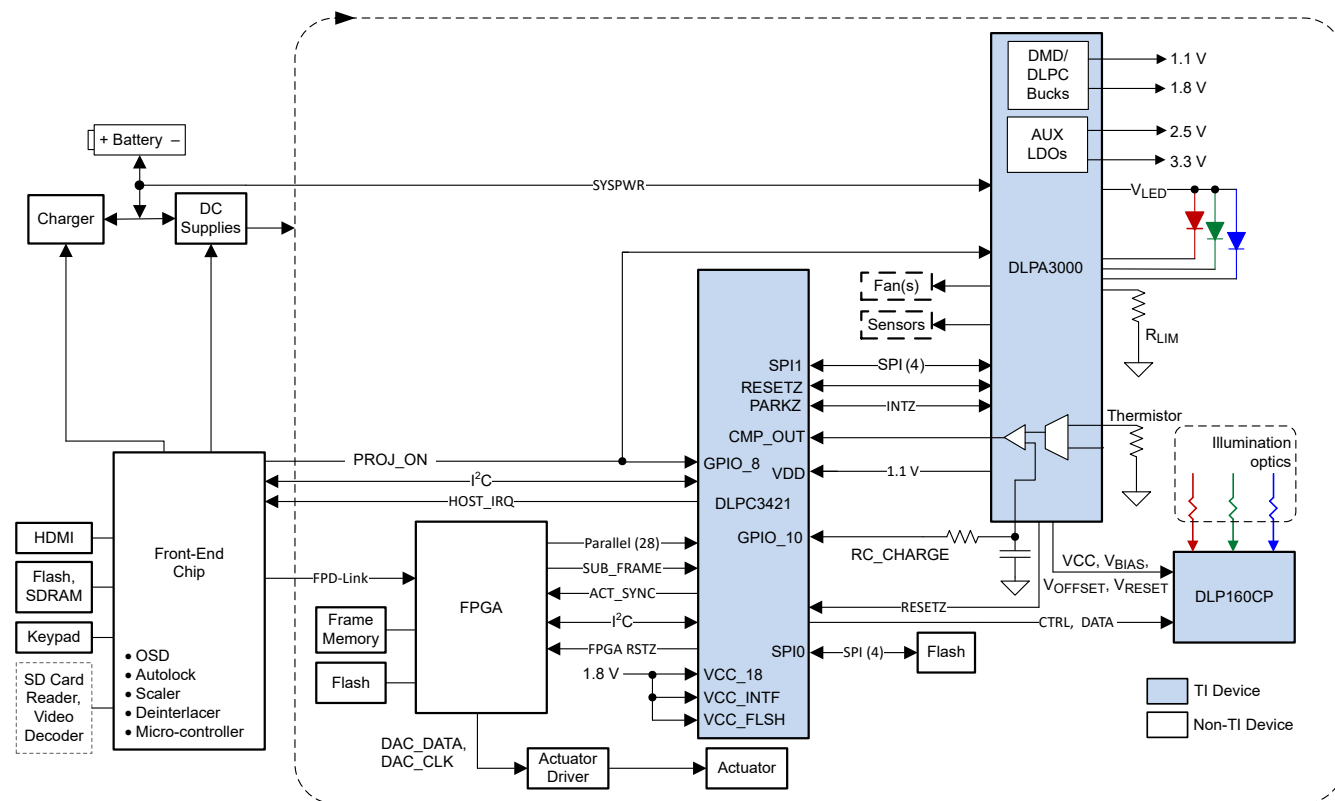 + Battery –
Charger
DC
Supplies
SYSPWR
DMD/
DLPC
Bucks
1.1 V
1.8 V
AUX
LDOs
2.5 V
3.3 V
VLED
DLPA3000
Fan(s)
Sensors
RLIM
SPI1
SPI (4)
RESETZ
PARKZ
INTZ
CMP_OUT
Thermistor
PROJ_ON
GPIO_8
VDD
1.1 V
I²C
HOST_IRQ
DLPC3421
Illumination
optics
HDMI
Flash,
SDRAM
Keypad
SD Card
Reader,
Video
Decoder
Front-End
Chip
• OSD
• Autolock
• Scaler
• Deinterlacer
• Micro-controller
FPD-Link
FPGA
Frame
Memory
Flash
Parallel (28)
SUB_FRAME
ACT_SYNC
I²C
FPGA RSTZ
1.8 V
GPIO_10
RC_CHARGE
VCC, VBIAS,
VOFFSET, VRESET
DLP160CP
RESETZ
CTRL, DATA
SPI0
SPI (4)
Flash
VCC_18
VCC_INTF
VCC_FLSH
DAC_DATA,
DAC_CLK
Actuator
Driver
Actuator
TI Device
Non-TI Device